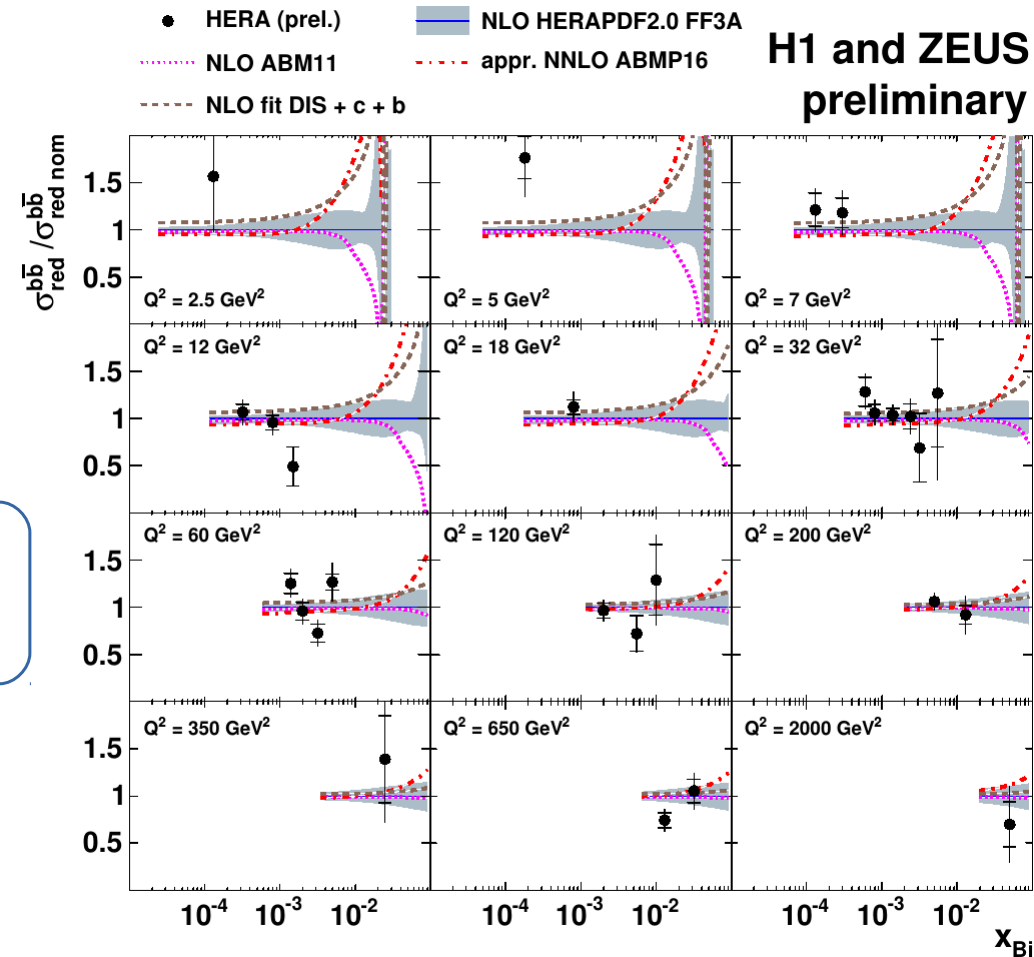 HERA (prel.)
NLO HERAPDF2.0 FF3A
NLO ABM11
appr. NNLO ABMP16
NLO fit DIS + c + b
H1 and ZEUS
preliminary
σ^{bb̅}_{red} /σ^{bb̅}_{red nom}
1.5
1
0.5
Q² = 2.5 GeV²
Q² = 5 GeV²
Q² = 7 GeV²
1.5
1
0.5
Q² = 12 GeV²
Q² = 18 GeV²
Q² = 32 GeV²
1.5
1
0.5
Q² = 60 GeV²
Q² = 120 GeV²
Q² = 200 GeV²
1.5
1
0.5
Q² = 350 GeV²
Q² = 650 GeV²
Q² = 2000 GeV²
10⁻⁴ 10⁻³ 10⁻² 10⁻⁴ 10⁻³ 10⁻² 10⁻⁴ 10⁻³ 10⁻²
x_{Bj}